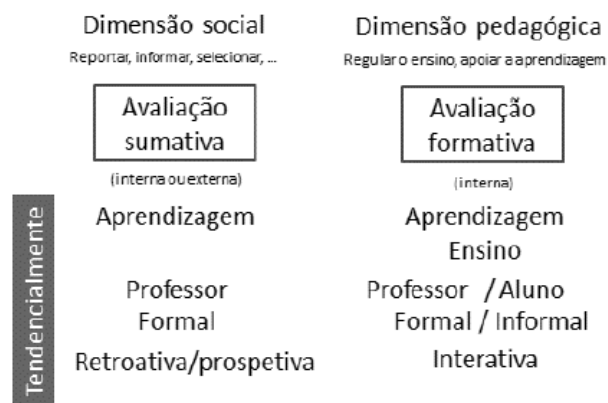 Dimensão social
Reportar, informar, selecionar, ...
Avaliação
sumativa
(interna ou externa)
Dimensão pedagógica
Regular o ensino, apoiar a aprendizagem
Avaliação
formativa
(interna)
Tendencialmente
Aprendizagem
Professor
Formal
Retroativa/prospetiva
Aprendizagem
Ensino
Professor / Aluno
Formal / Informal
Interativa